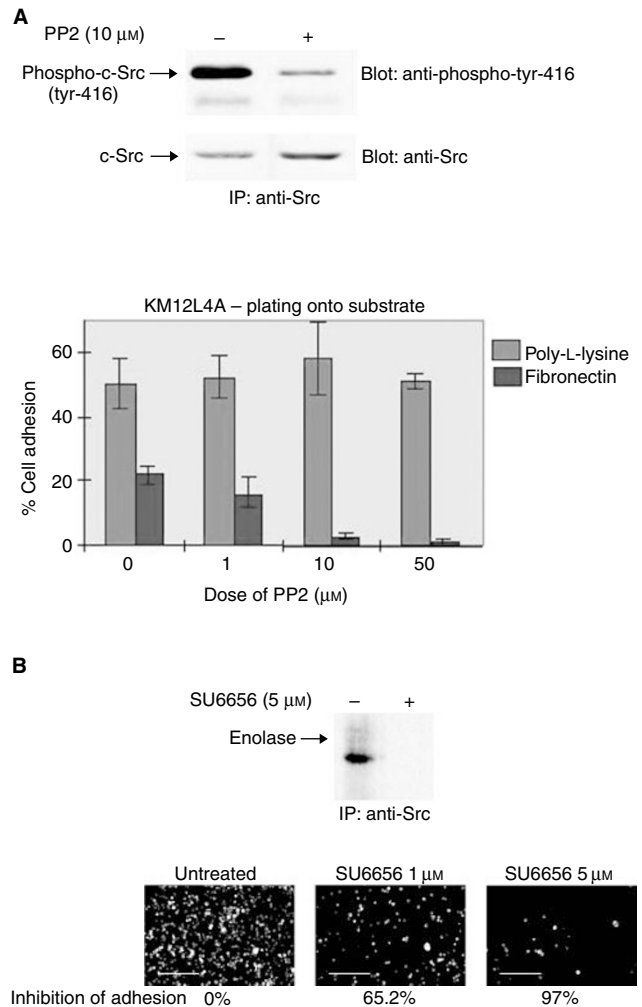 A
PP2 (10 μM) – +
Phospho-c-Src
(tyr-416)
Blot: anti-phospho-tyr-416
c-Src
Blot: anti-Src
IP: anti-Src
KM12L4A – plating onto substrate
Poly-L-lysine
Fibronectin
% Cell adhesion
60
40
20
0
0 1 10 50
Dose of PP2 (μM)
B
SU6656 (5 μM) – +
Enolase
IP: anti-Src
Untreated SU6656 1 μM SU6656 5 μM
Inhibition of adhesion 0% 65.2% 97%